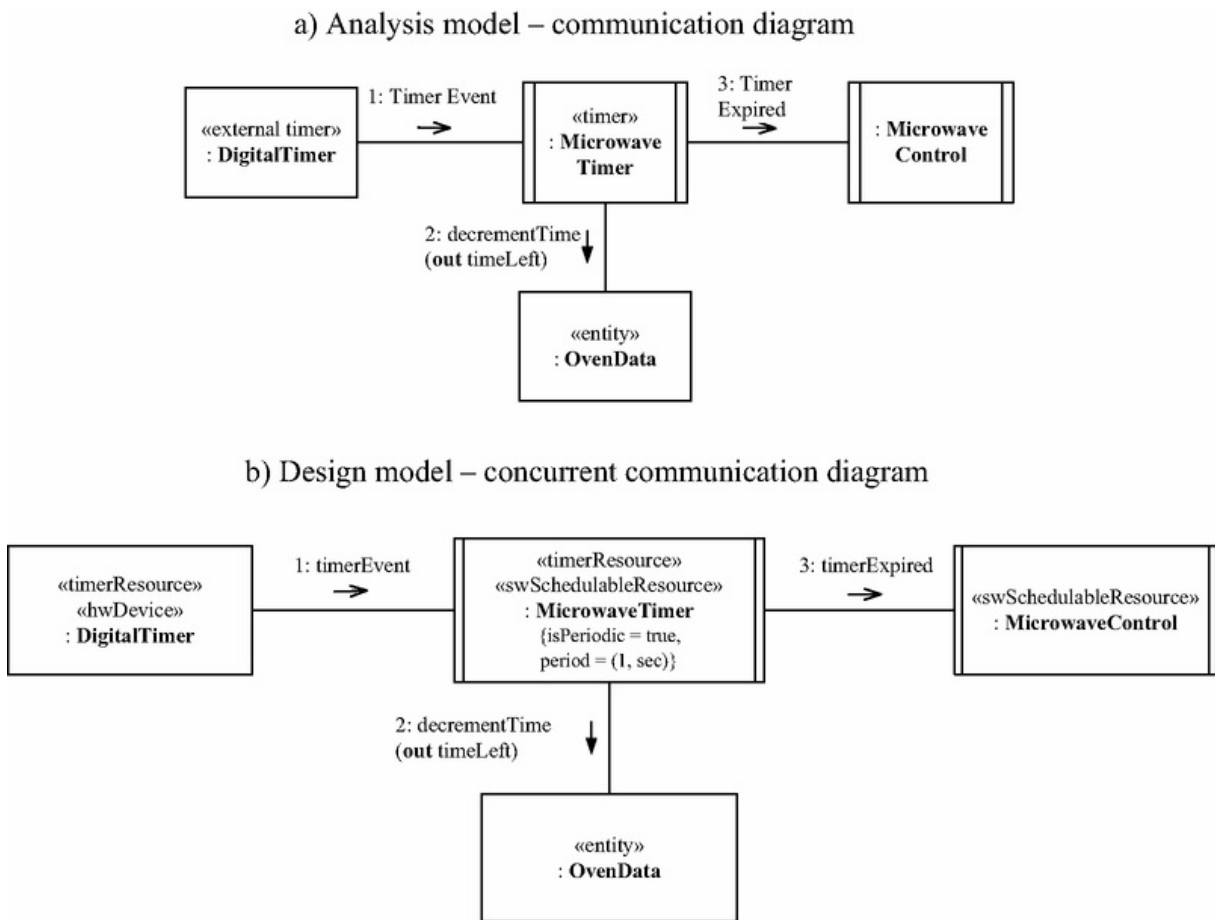 a) Analysis model – communication diagram
«external timer»
: DigitalTimer
1: Timer Event
«timer»
: Microwave
Timer
3: Timer
Expired
: Microwave
Control
2: decrementTime
(out timeLeft)
«entity»
: OvenData
b) Design model – concurrent communication diagram
«timerResource»
«hwDevice»
: DigitalTimer
1: timerEvent
«timerResource»
«swSchedulableResource»
: MicrowaveTimer
{isPeriodic = true,
period = (1, sec)}
3: timerExpired
«swSchedulableResource»
: MicrowaveControl
2: decrementTime
(out timeLeft)
«entity»
: OvenData